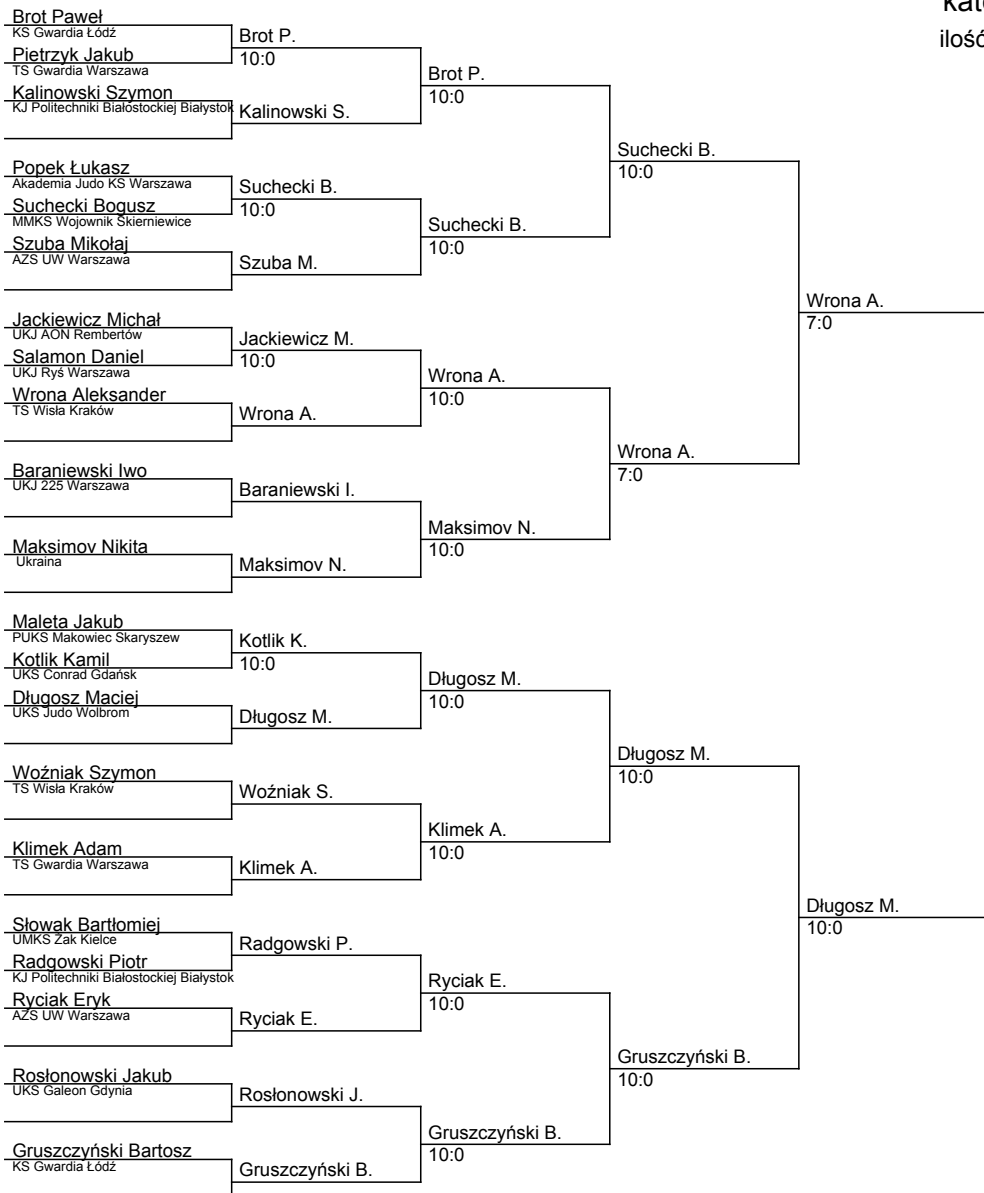 kate
ilość
Brot Paweł
KS Gwardia Łódź
Pietrzyk Jakub
TS Gwardia Warszawa
Kalinowski Szymon
KJ Politechniki Białostockiej Białystok
Popek Łukasz
Akademia Judo KS Warszawa
Suchecki Bogusz
MMKS Wojownik Skierniewice
Szuba Mikołaj
AZS UW Warszawa
Jackiewicz Michał
UKJ AON Rembertów
Salamon Daniel
UKJ Ryś Warszawa
Wrona Aleksander
TS Wisła Kraków
Baraniewski Iwo
UKJ 225 Warszawa
Maksimov Nikita
Ukraina
Maleta Jakub
PUKS Makowiec Skaryszew
Kotlik Kamil
UKS Conrad Gdańsk
Długosz Maciej
UKS Judo Wolbrom
Woźniak Szymon
TS Wisła Kraków
Klimek Adam
TS Gwardia Warszawa
Słowak Bartłomiej
UMKS Żak Kielce
Radgowski Piotr
KJ Politechniki Białostockiej Białystok
Ryciak Eryk
AZS UW Warszawa
Rosłonowski Jakub
UKS Galeon Gdynia
Gruszczyński Bartosz
KS Gwardia Łódź
Brot P.
10:0
Kalinowski S.
Suchecki B.
10:0
Szuba M.
Jackiewicz M.
10:0
Wrona A.
Baraniewski I.
Maksimov N.
Kotlik K.
10:0
Długosz M.
Woźniak S.
Klimek A.
Radgowski P.
Ryciak E.
Rosłonowski J.
Gruszczyński B.
Brot P.
10:0
Suchecki B.
10:0
Wrona A.
10:0
Maksimov N.
10:0
Długosz M.
10:0
Klimek A.
10:0
Ryciak E.
10:0
Gruszczyński B.
10:0
Suchecki B.
10:0
Wrona A.
7:0
Długosz M.
10:0
Gruszczyński B.
10:0
Wrona A.
7:0
Długosz M.
10:0